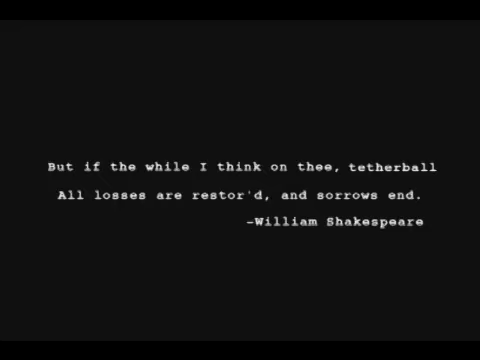 But if the while I think on thee, tetherball
All losses are restor'd, and sorrows end.
-William Shakespeare